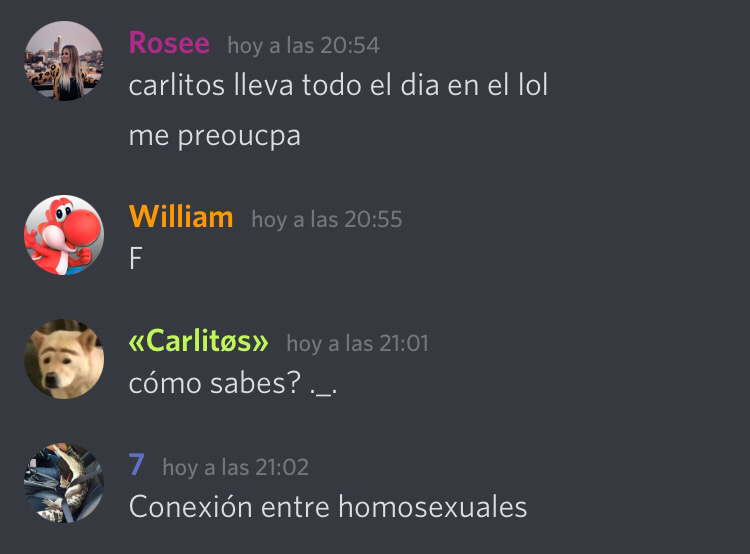 Rosee hoy a las 20:54
carlitos lleva todo el dia en el lol
me preoucpa
William hoy a las 20:55
F
«Carlitøs» hoy a las 21:01
cómo sabes? ._.
7 hoy a las 21:02
Conexión entre homosexuales